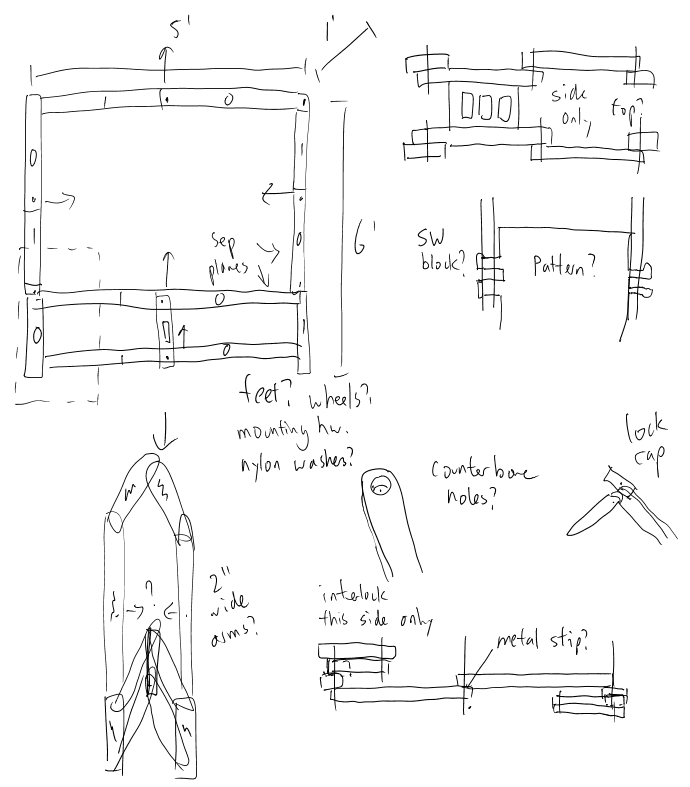 5'
1'
6'
sep
planes
side
only
top?
SW
block?
Pattern?
feet? wheels?
mounting hw.
nylon washes?
counterbore
holes?
lock
cap
?
2"
wide
arms?
interlock
this side only
metal stip?